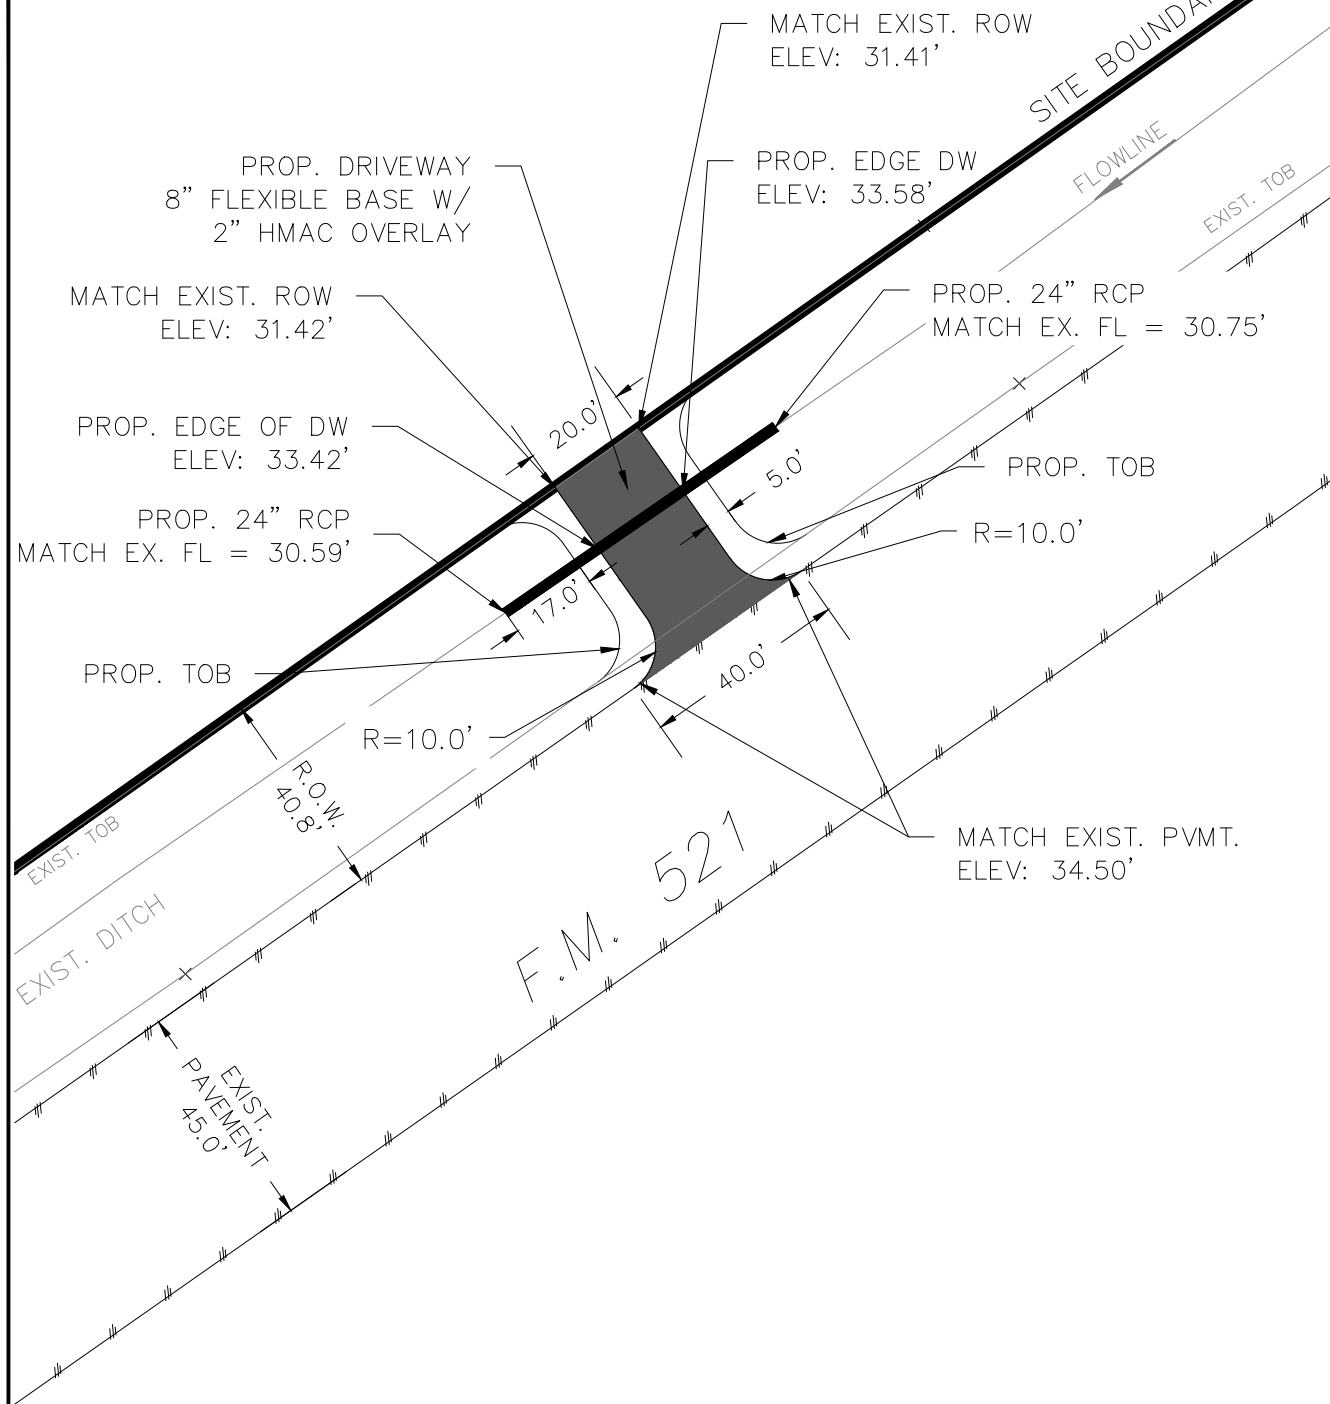 MATCH EXIST. ROW
ELEV: 31.41'
SITE BOUNDAR
FLOWLINE
EXIST. TOB
PROP. DRIVEWAY
8" FLEXIBLE BASE W/
2" HMAC OVERLAY
PROP. EDGE DW
ELEV: 33.58'
MATCH EXIST. ROW
ELEV: 31.42'
PROP. 24" RCP
MATCH EX. FL = 30.75'
20.0'
PROP. EDGE OF DW
ELEV: 33.42'
5.0'
PROP. TOB
PROP. 24" RCP
MATCH EX. FL = 30.59'
R=10.0'
17.0'
PROP. TOB
40.0'
R=10.0'
R.O.W.
40.8'
EXIST. TOB
MATCH EXIST. PVMT.
ELEV: 34.50'
F.M. 521
EXIST. DITCH
EXIST.
PAVEMENT
45.0'